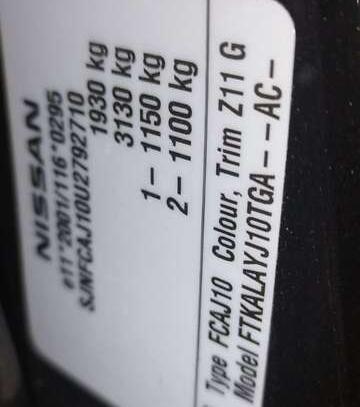 NISSAN
e11*2001/116*0295
SJNFCAJ10U2792710
1930 kg
3130 kg
1 – 1150 kg
2 – 1100 kg
Type FCAJ10 Colour, Trim Z11 G
Model FTKALAYJ10TGA – –AC–